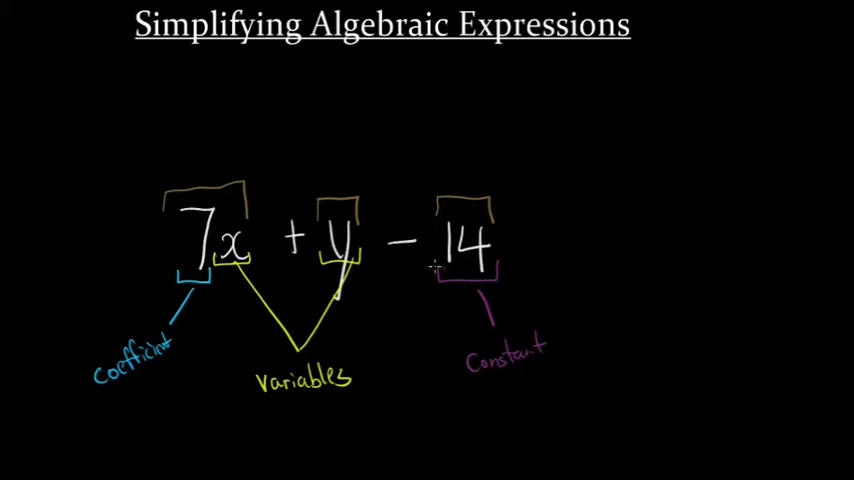 Simplifying Algebraic Expressions
7x + y - 14
coefficient
variables
Constant